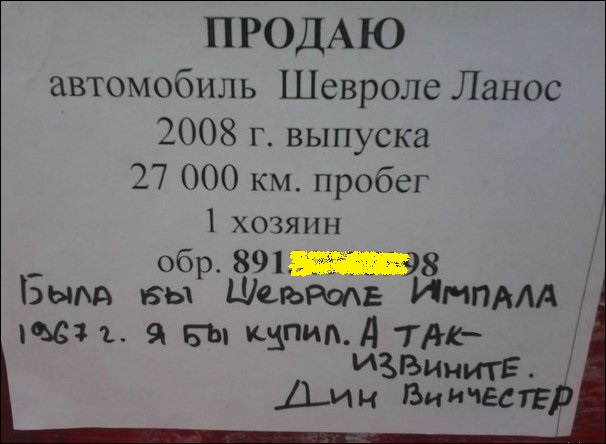 ПРОДАЮ
автомобиль Шевроле Ланос
2008 г. выпуска
27 000 км. пробег
1 хозяин
обр. 891 98
БЫЛА БЫ ШЕВРОЛЕ ИМПАЛА
1967 г. Я БЫ КУПИЛ. А ТАК-
ИЗВИНИТЕ.
ДИН ВИНЧЕСТЕР